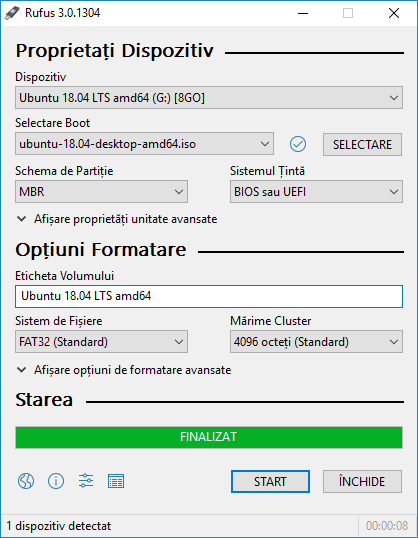 Rufus 3.0.1304
Proprietați Dispozitiv
Dispozitiv
Ubuntu 18.04 LTS amd64 (G:) [8GO]
Selectare Boot
ubuntu-18.04-desktop-amd64.iso
SELECTARE
Schema de Partiție
Sistemul Țintă
MBR
BIOS sau UEFI
Afișare proprietăți unitate avansate
Opțiuni Formatare
Eticheta Volumului
Ubuntu 18.04 LTS amd64
Sistem de Fișiere
Mărime Cluster
FAT32 (Standard)
4096 octeți (Standard)
Afișare opțiuni de formatare avansate
Starea
FINALIZAT
START
ÎNCHIDE
1 dispozitiv detectat
00:00:08